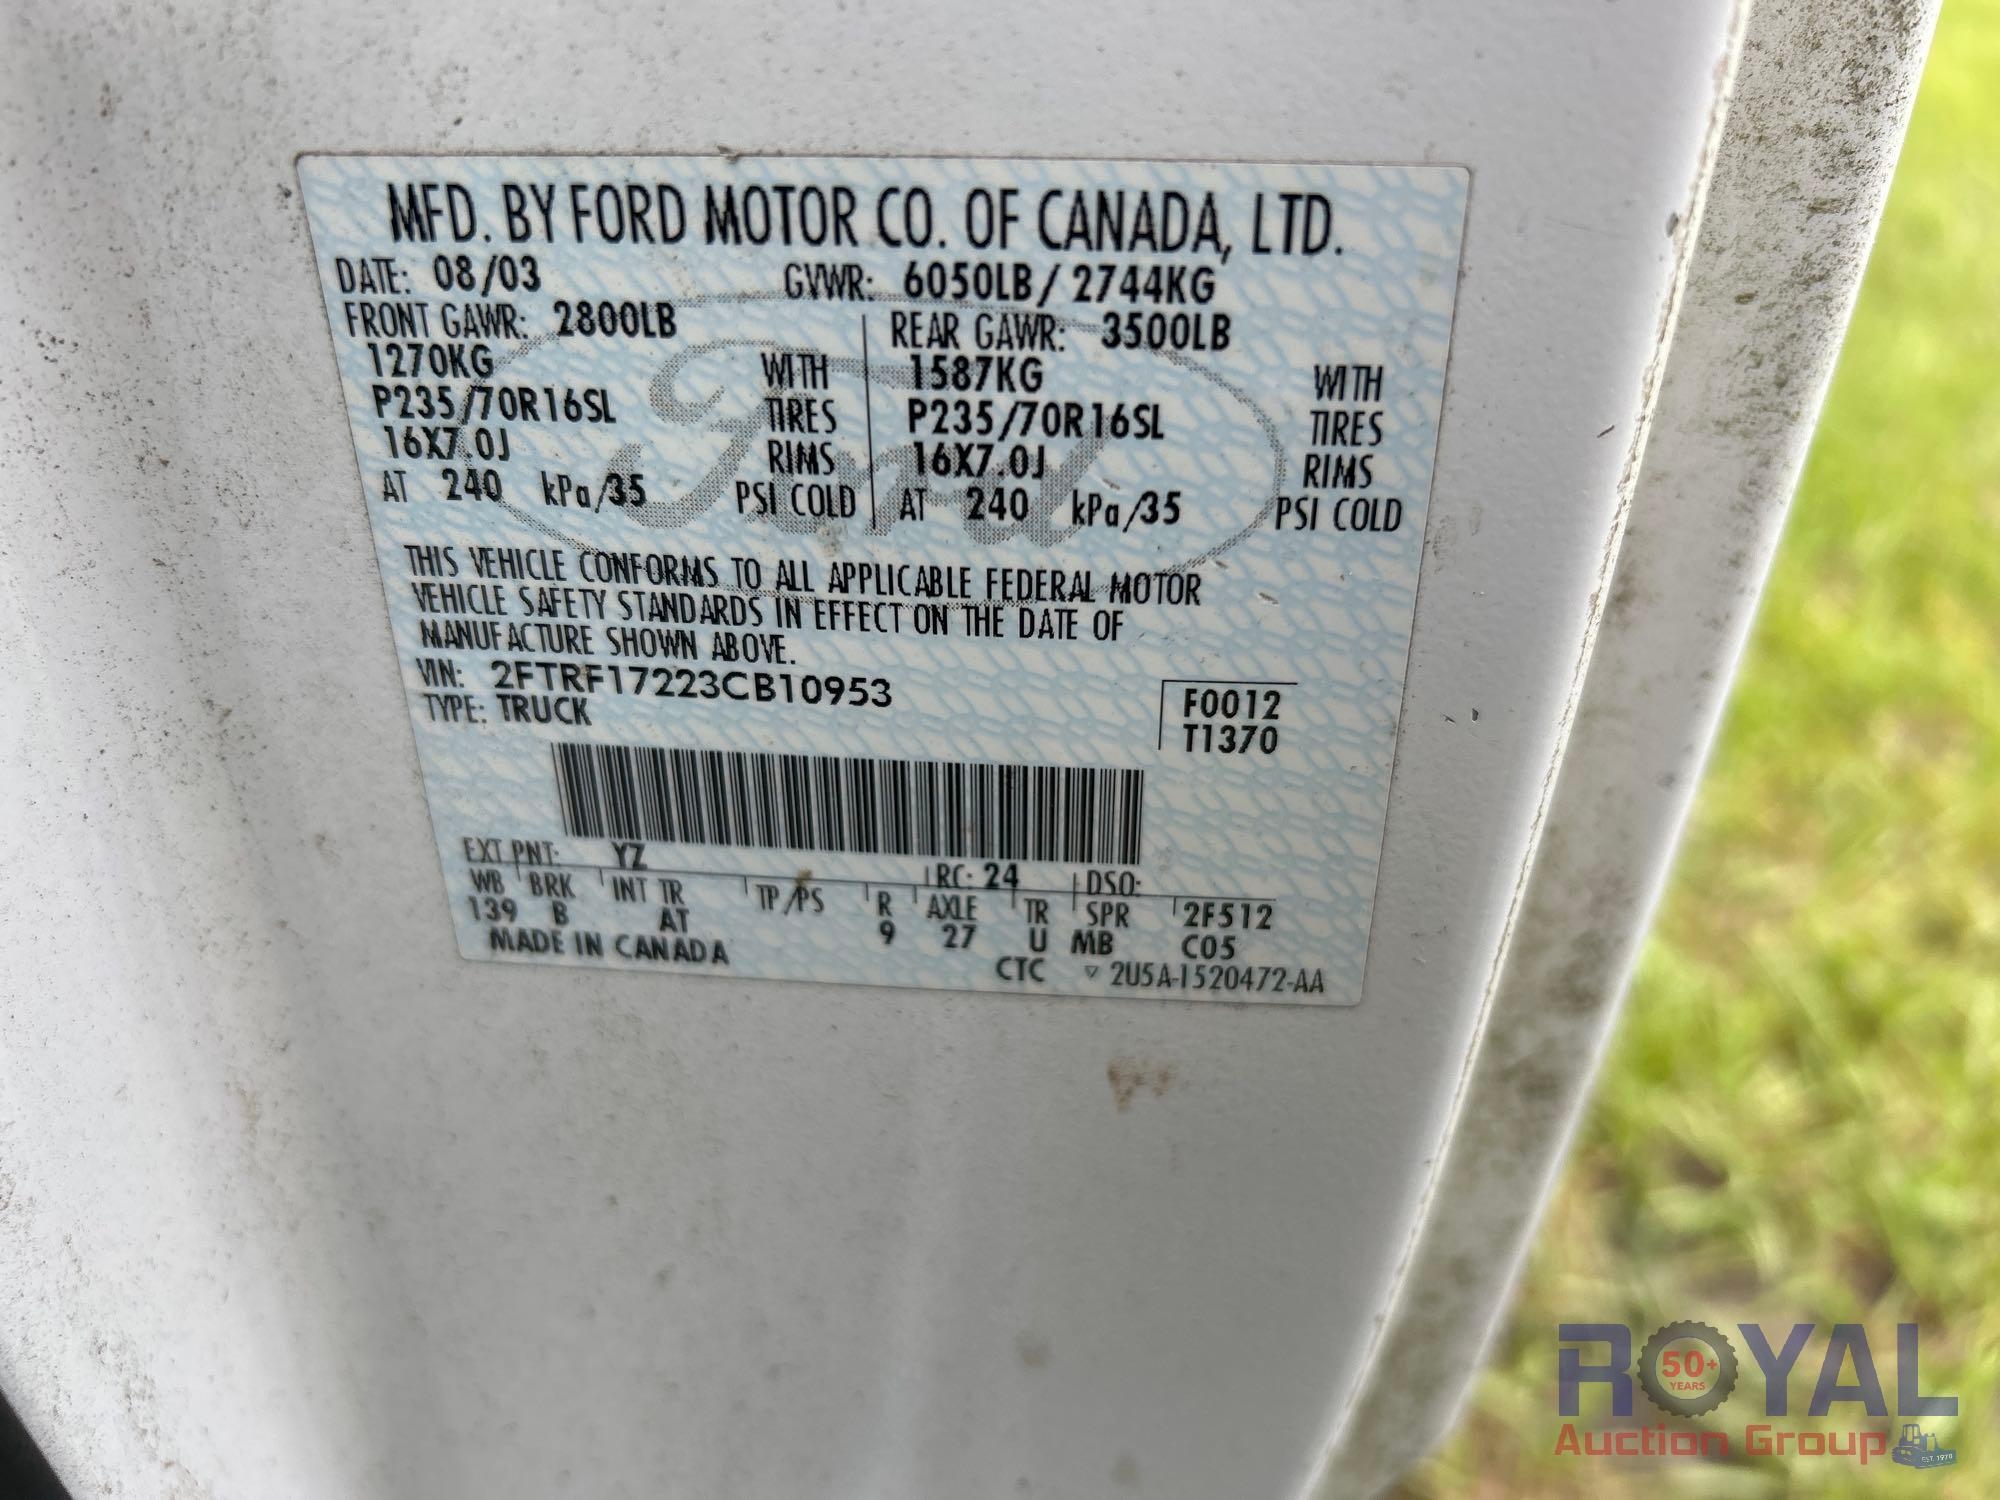 MFD. BY FORD MOTOR CO. OF CANADA, LTD.
DATE: 08/03 GVWR: 6050LB / 2744KG
FRONT GAWR: 2800LB REAR GAWR: 3500LB
1270KG WITH 1587KG WITH
P235/70R16SL TIRES P235/70R16SL TIRES
16X7.0J RIMS 16X7.0J RIMS
AT 240 kPa/35 PSI COLD AT 240 kPa/35 PSI COLD
THIS VEHICLE CONFORMS TO ALL APPLICABLE FEDERAL MOTOR
VEHICLE SAFETY STANDARDS IN EFFECT ON THE DATE OF
MANUFACTURE SHOWN ABOVE.
VIN: 2FTRF17223CB10953
TYPE: TRUCK
F0012
T1370
EXT PNT: YZ RC: 24 DSO:
WB BRK INT TR TP/PS R AXLE TR SPR 2F512
139 B AT 9 27 U MB C05
MADE IN CANADA CTC ▽ 2U5A-1520472-AA
Ford
ROYAL
50+
YEARS
Auction Group
EST. 1970